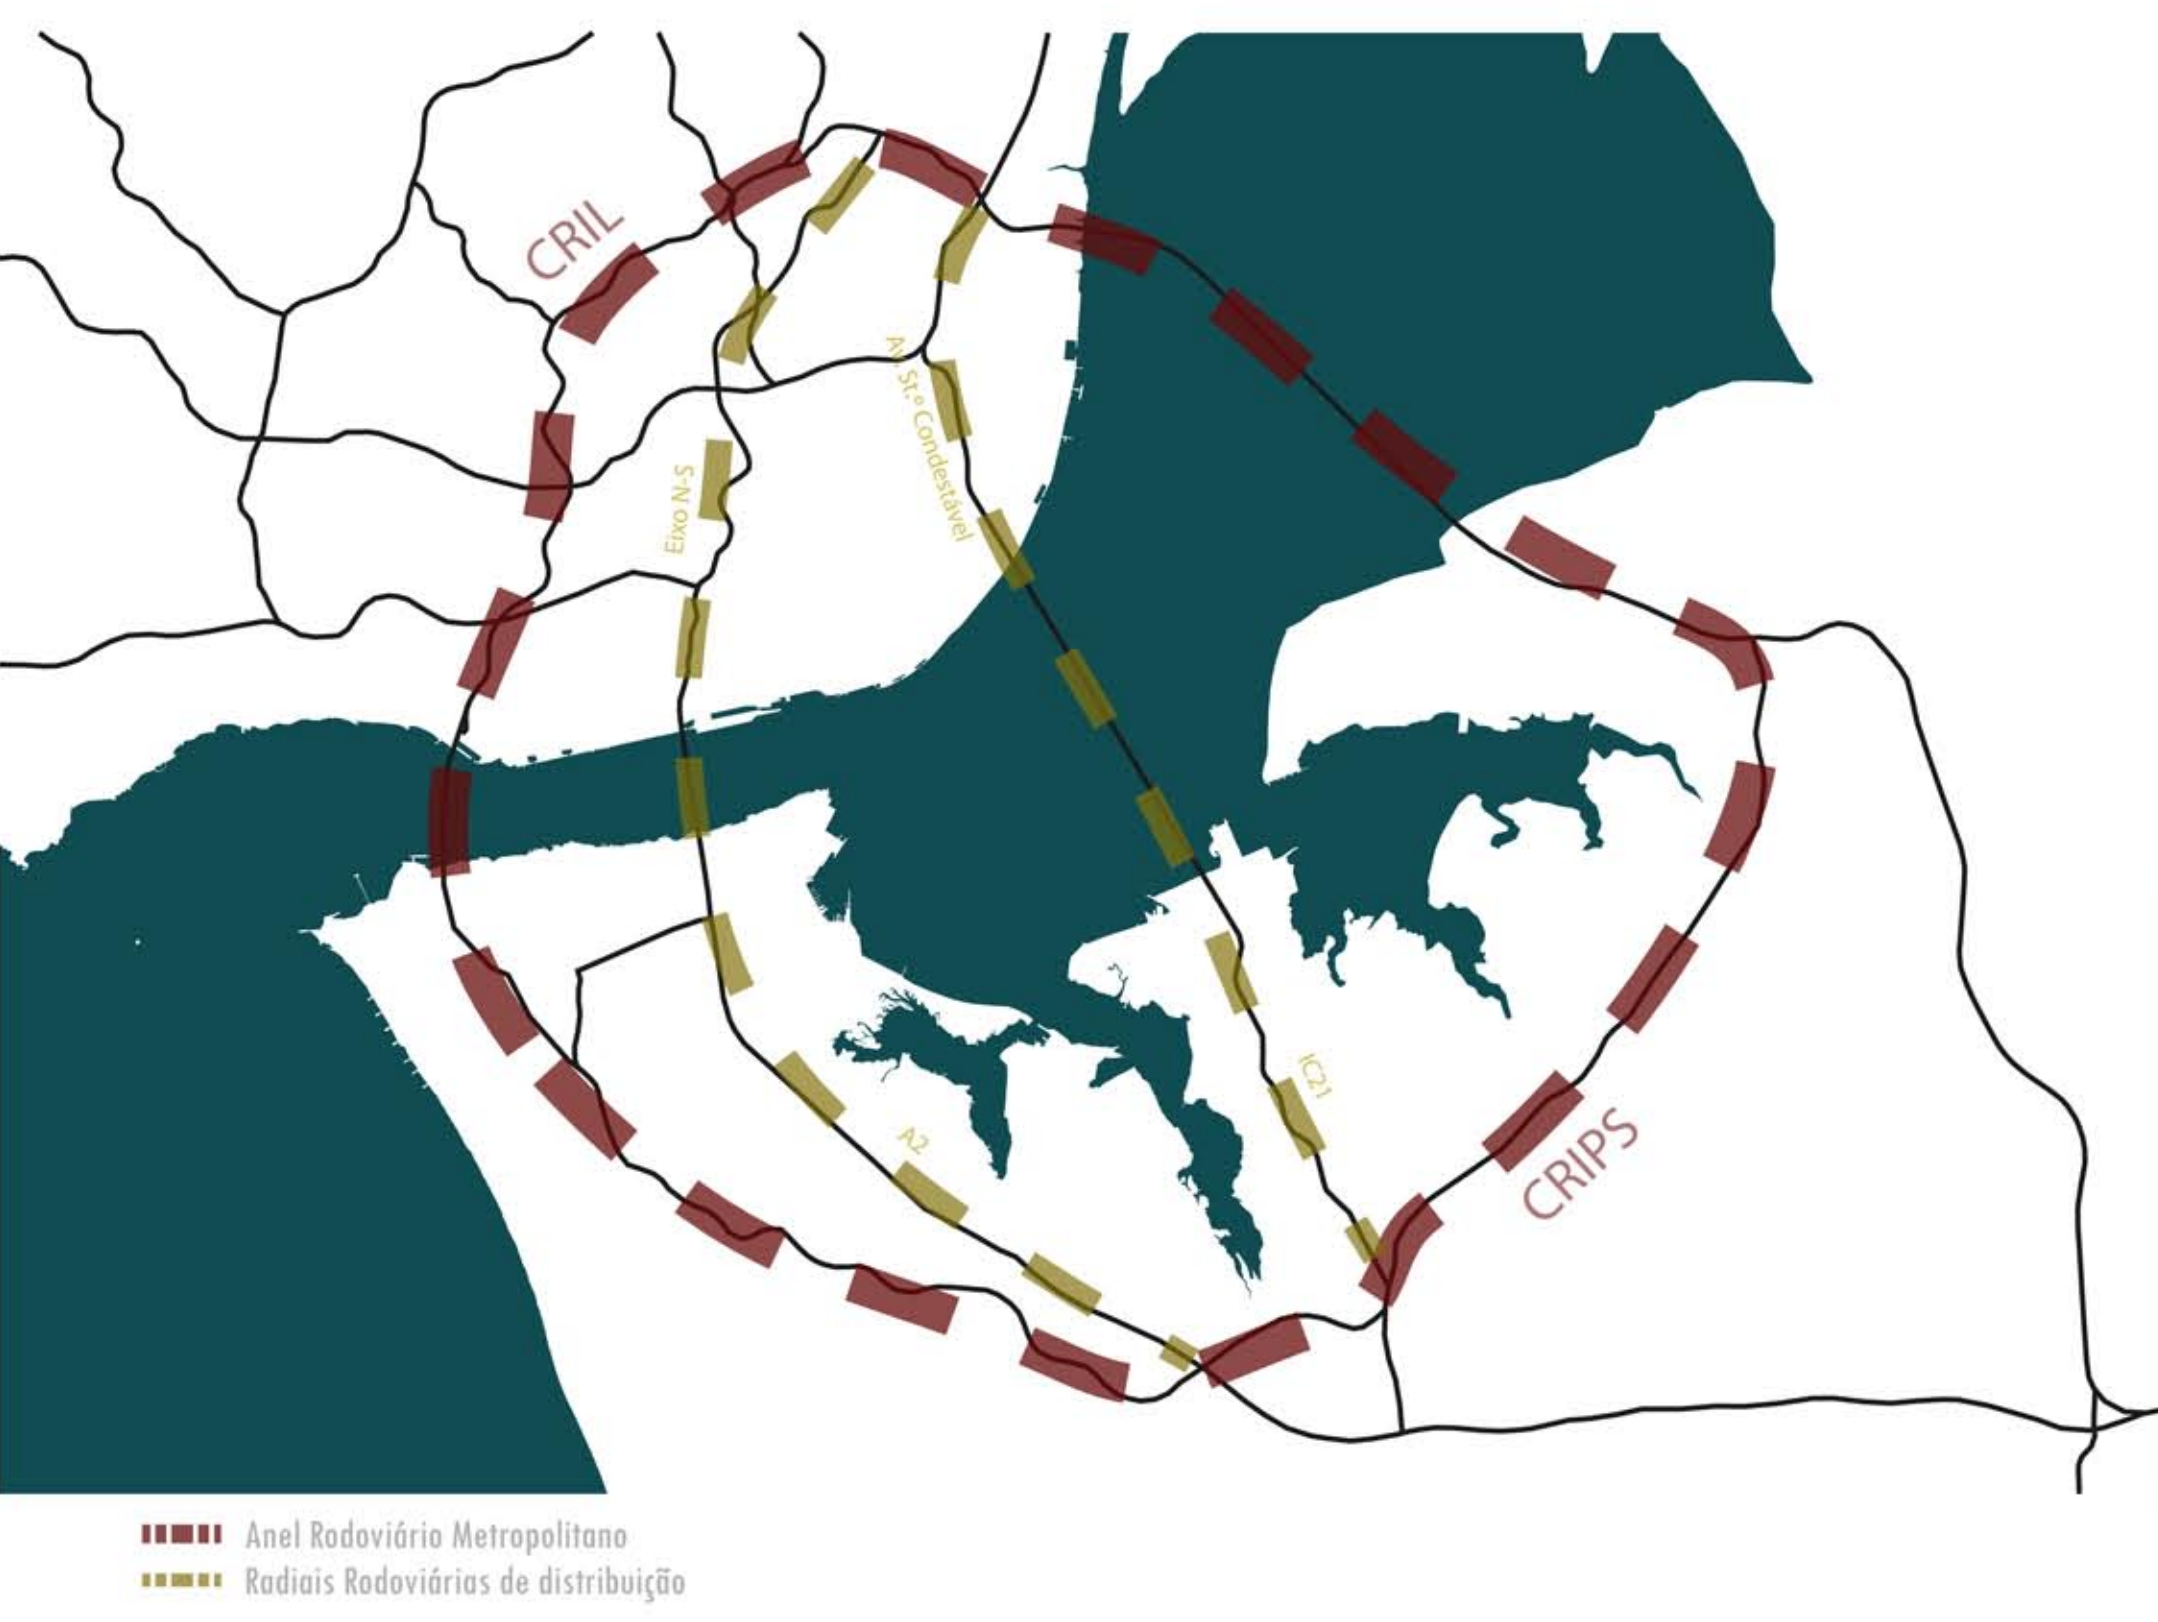 CRIL
Av. St.º Condestável
Eixo N-S
IC21
A2
CRIPS
Anel Rodoviário Metropolitano
Radiais Rodoviárias de distribuição